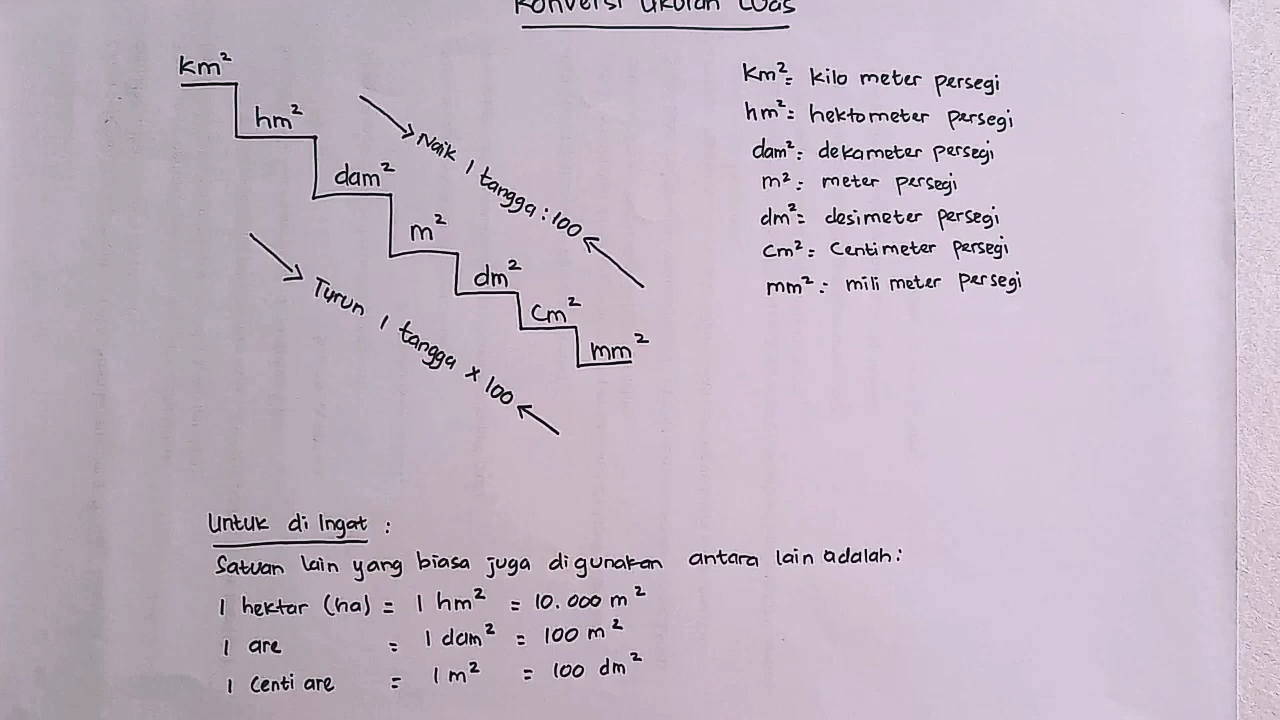 Konversi Ukuran Luas
km²
hm²
dam²
m²
dm²
cm²
mm²
Naik 1 tangga : 100
Turun 1 tangga x 100
Km² = kilo meter persegi
hm² = hektometer persegi
dam² = dekameter persegi
m² = meter persegi
dm² = desimeter persegi
cm² = Centimeter persegi
mm² = mili meter persegi
Untuk di Ingat :
Satuan lain yang biasa juga digunakan antara lain adalah :
1 hektar (ha) = 1 hm² = 10.000 m²
1 are = 1 dam² = 100 m²
1 Centi are = 1 m² = 100 dm²